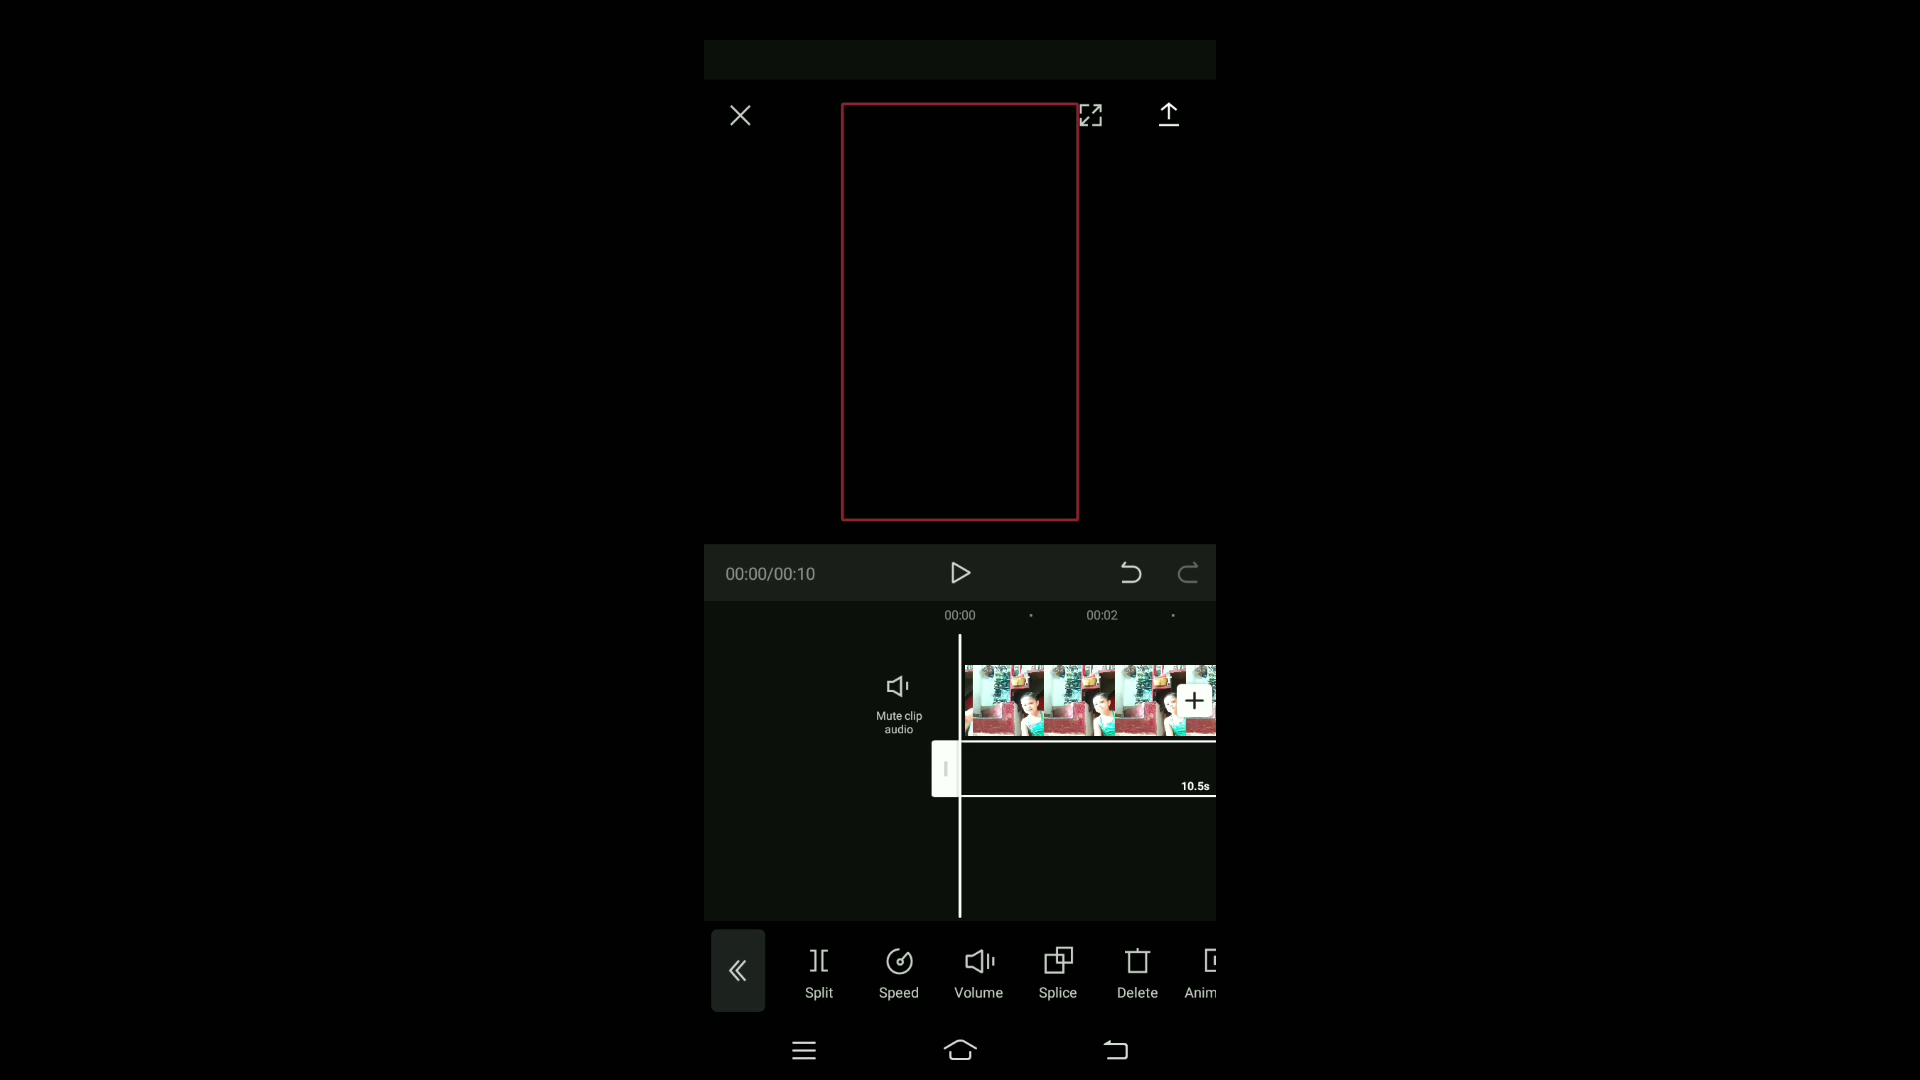 00:00/00:10
00:00
00:02
Mute clip
audio
10.5s
Split
Speed
Volume
Splice
Delete
Anim